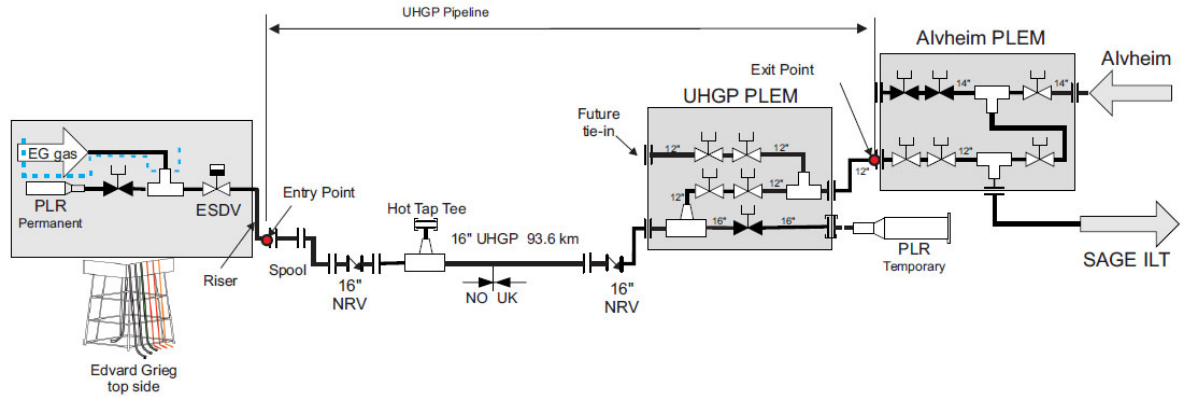 UHGP Pipeline
Alvheim PLEM
Alvheim
Exit Point
UHGP PLEM
14"
14"
Future
tie-in
EG gas
12"
12"
12"
12"
12"
PLR
Permanent
ESDV
Entry Point
Hot Tap Tee
12"
12"
12"
16" UHGP 93.6 km
16"
16"
PLR
Temporary
SAGE ILT
Riser
Spool
16"
NRV
NO UK
16"
NRV
Edvard Grieg
top side